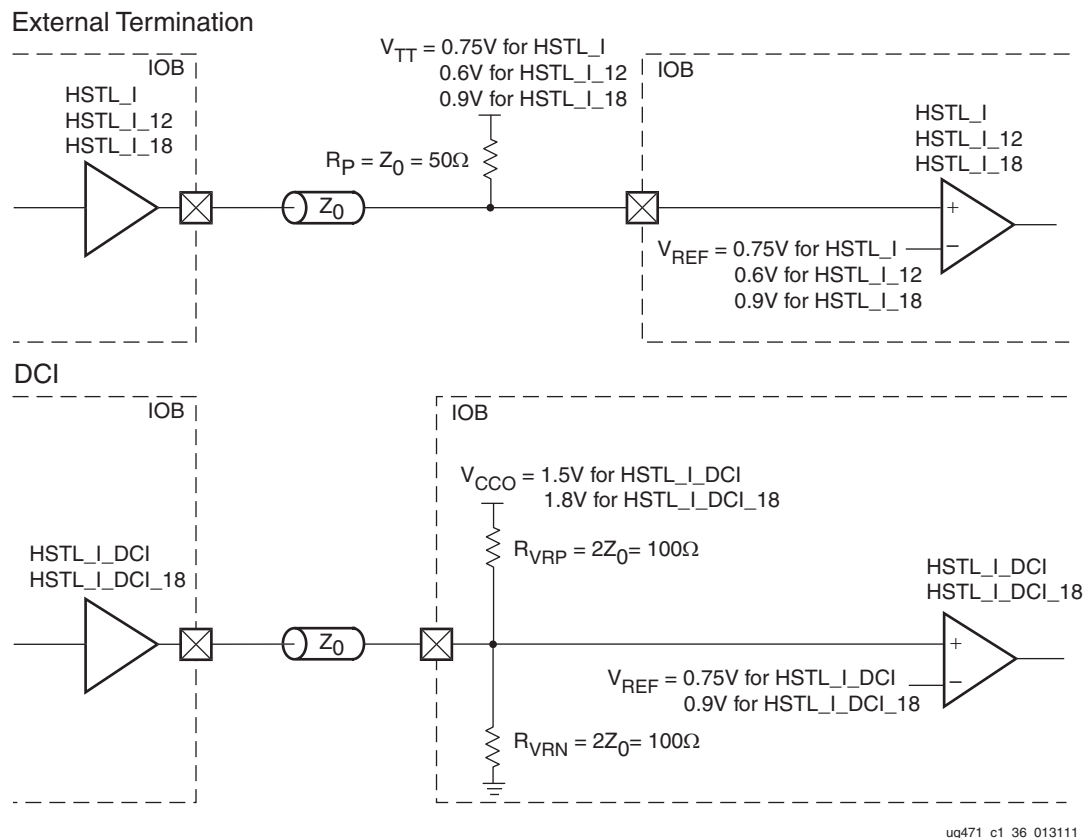 External Termination
IOB
HSTL_I
HSTL_I_12
HSTL_I_18
V_TT = 0.75V for HSTL_I
0.6V for HSTL_I_12
0.9V for HSTL_I_18
R_P = Z_0 = 50Ω
Z_0
IOB
HSTL_I
HSTL_I_12
HSTL_I_18
+
−
V_REF = 0.75V for HSTL_I
0.6V for HSTL_I_12
0.9V for HSTL_I_18
DCI
IOB
HSTL_I_DCI
HSTL_I_DCI_18
Z_0
IOB
V_CCO = 1.5V for HSTL_I_DCI
1.8V for HSTL_I_DCI_18
R_VRP = 2Z_0= 100Ω
HSTL_I_DCI
HSTL_I_DCI_18
+
−
V_REF = 0.75V for HSTL_I_DCI
0.9V for HSTL_I_DCI_18
R_VRN = 2Z_0= 100Ω
ug471_c1_36_013111